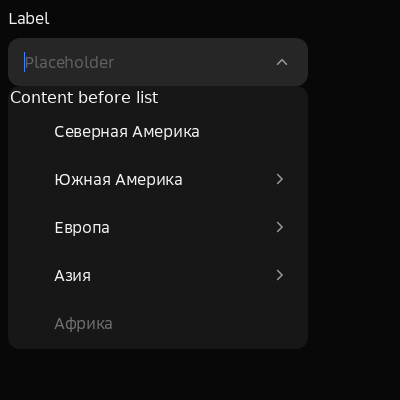 Label
Placeholder
Content before list
Северная Америка
Южная Америка
Европа
Азия
Африка